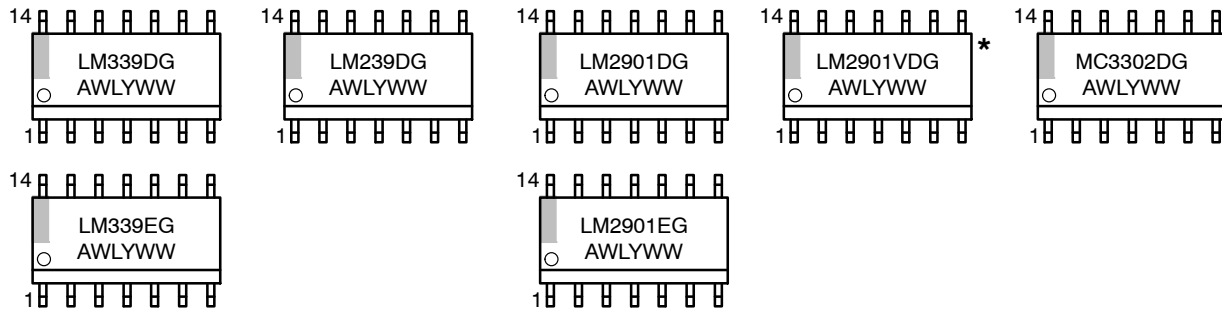 14 14 14 14 14
LM339DG LM239DG LM2901DG LM2901VDG * MC3302DG
AWLYWW AWLYWW AWLYWW AWLYWW AWLYWW
1 1 1 1 1
14 14
LM339EG LM2901EG
AWLYWW AWLYWW
1 1